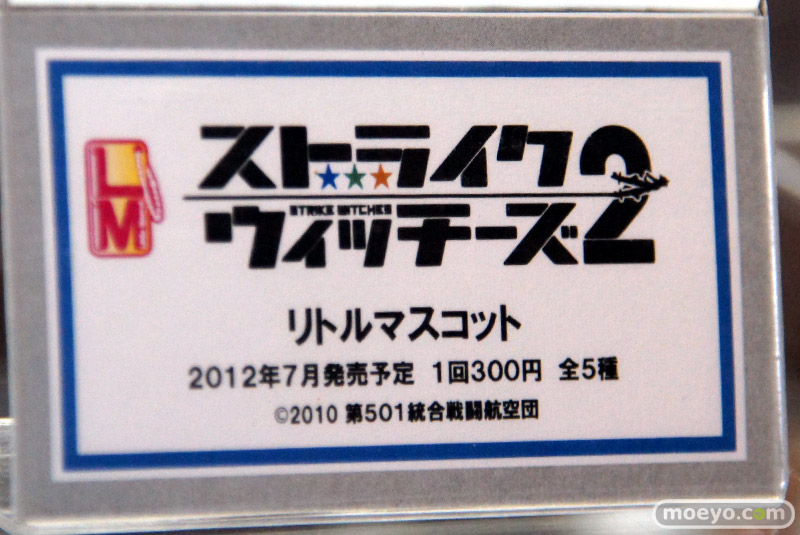 LM
ストライク
STRIKE WITCHES
ウィッチーズ2
リトルマスコット
2012年7月発売予定 1回300円 全5種
©2010 第501統合戦闘航空団
moeyo.com